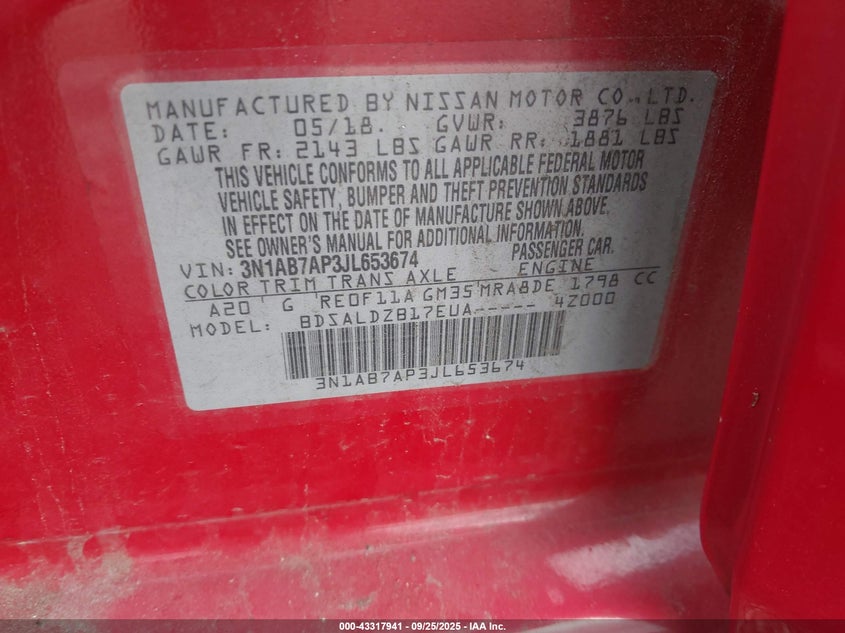 MANUFACTURED BY NISSAN MOTOR CO.,LTD.
DATE: 05/18. GVWR: 3876 LBS
GAWR FR: 2143 LBS GAWR RR: 1881 LBS
THIS VEHICLE CONFORMS TO ALL APPLICABLE FEDERAL MOTOR
VEHICLE SAFETY, BUMPER AND THEFT PREVENTION STANDARDS
IN EFFECT ON THE DATE OF MANUFACTURE SHOWN ABOVE.
SEE OWNER'S MANUAL FOR ADDITIONAL INFORMATION.
VIN: 3N1AB7AP3JL653674 PASSENGER CAR.
COLOR TRIM TRANS AXLE ENGINE
A20 G RE0F11A GM35 MRA8DE 1798 CC
MODEL: BDSALDZB17EUA----- 4Z000
3N1AB7AP3JL653674
000-43317941 - 09/25/2025 - IAA Inc.